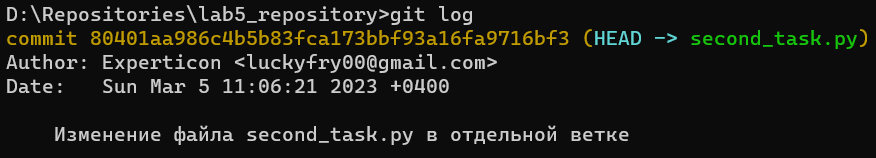 D:\Repositories\lab5_repository>git log
commit 80401aa986c4b5b83fca173bbf93a16fa9716bf3 (HEAD -> second_task.py)
Author: Experticon <luckyfry00@gmail.com>
Date:   Sun Mar 5 11:06:21 2023 +0400
Изменение файла second_task.py в отдельной ветке